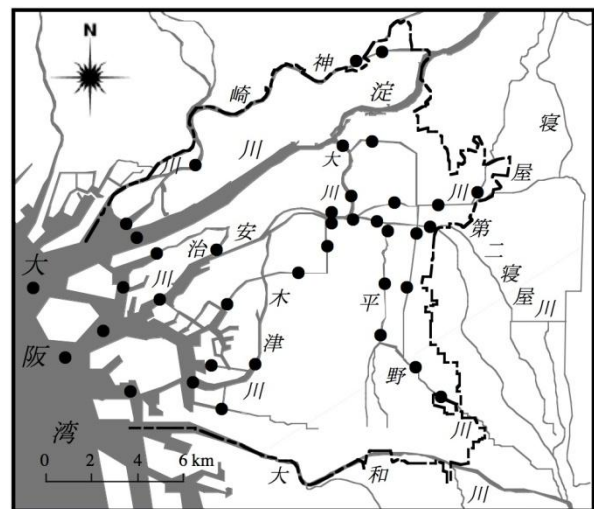 N
神崎川
淀川
大川
寝屋川
第二寝屋川
安治川
木津川
平野川
大阪湾
大和川
0 2 4 6 km